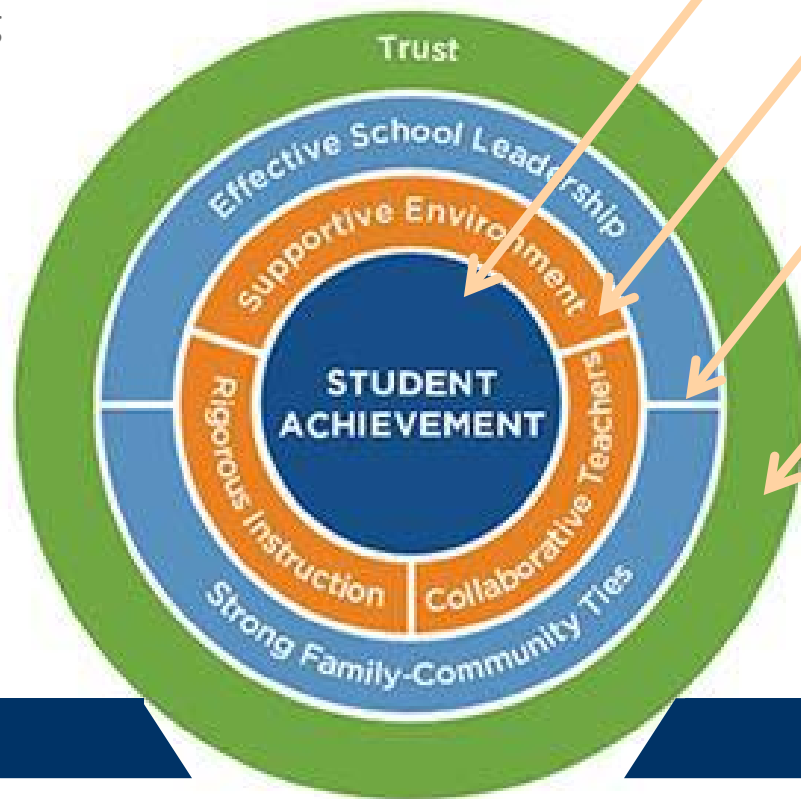 Trust
Effective School Leadership
Supportive Environment
STUDENT
ACHIEVEMENT
Rigorous Instruction
Collaborative Teachers
Strong Family-Community Ties